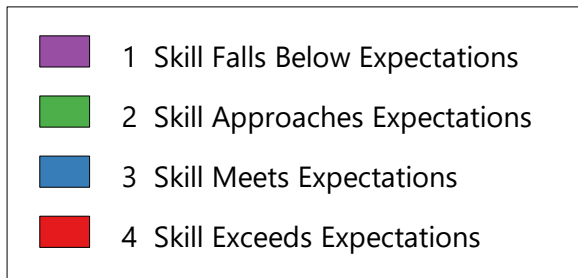 1 Skill Falls Below Expectations
2 Skill Approaches Expectations
3 Skill Meets Expectations
4 Skill Exceeds Expectations